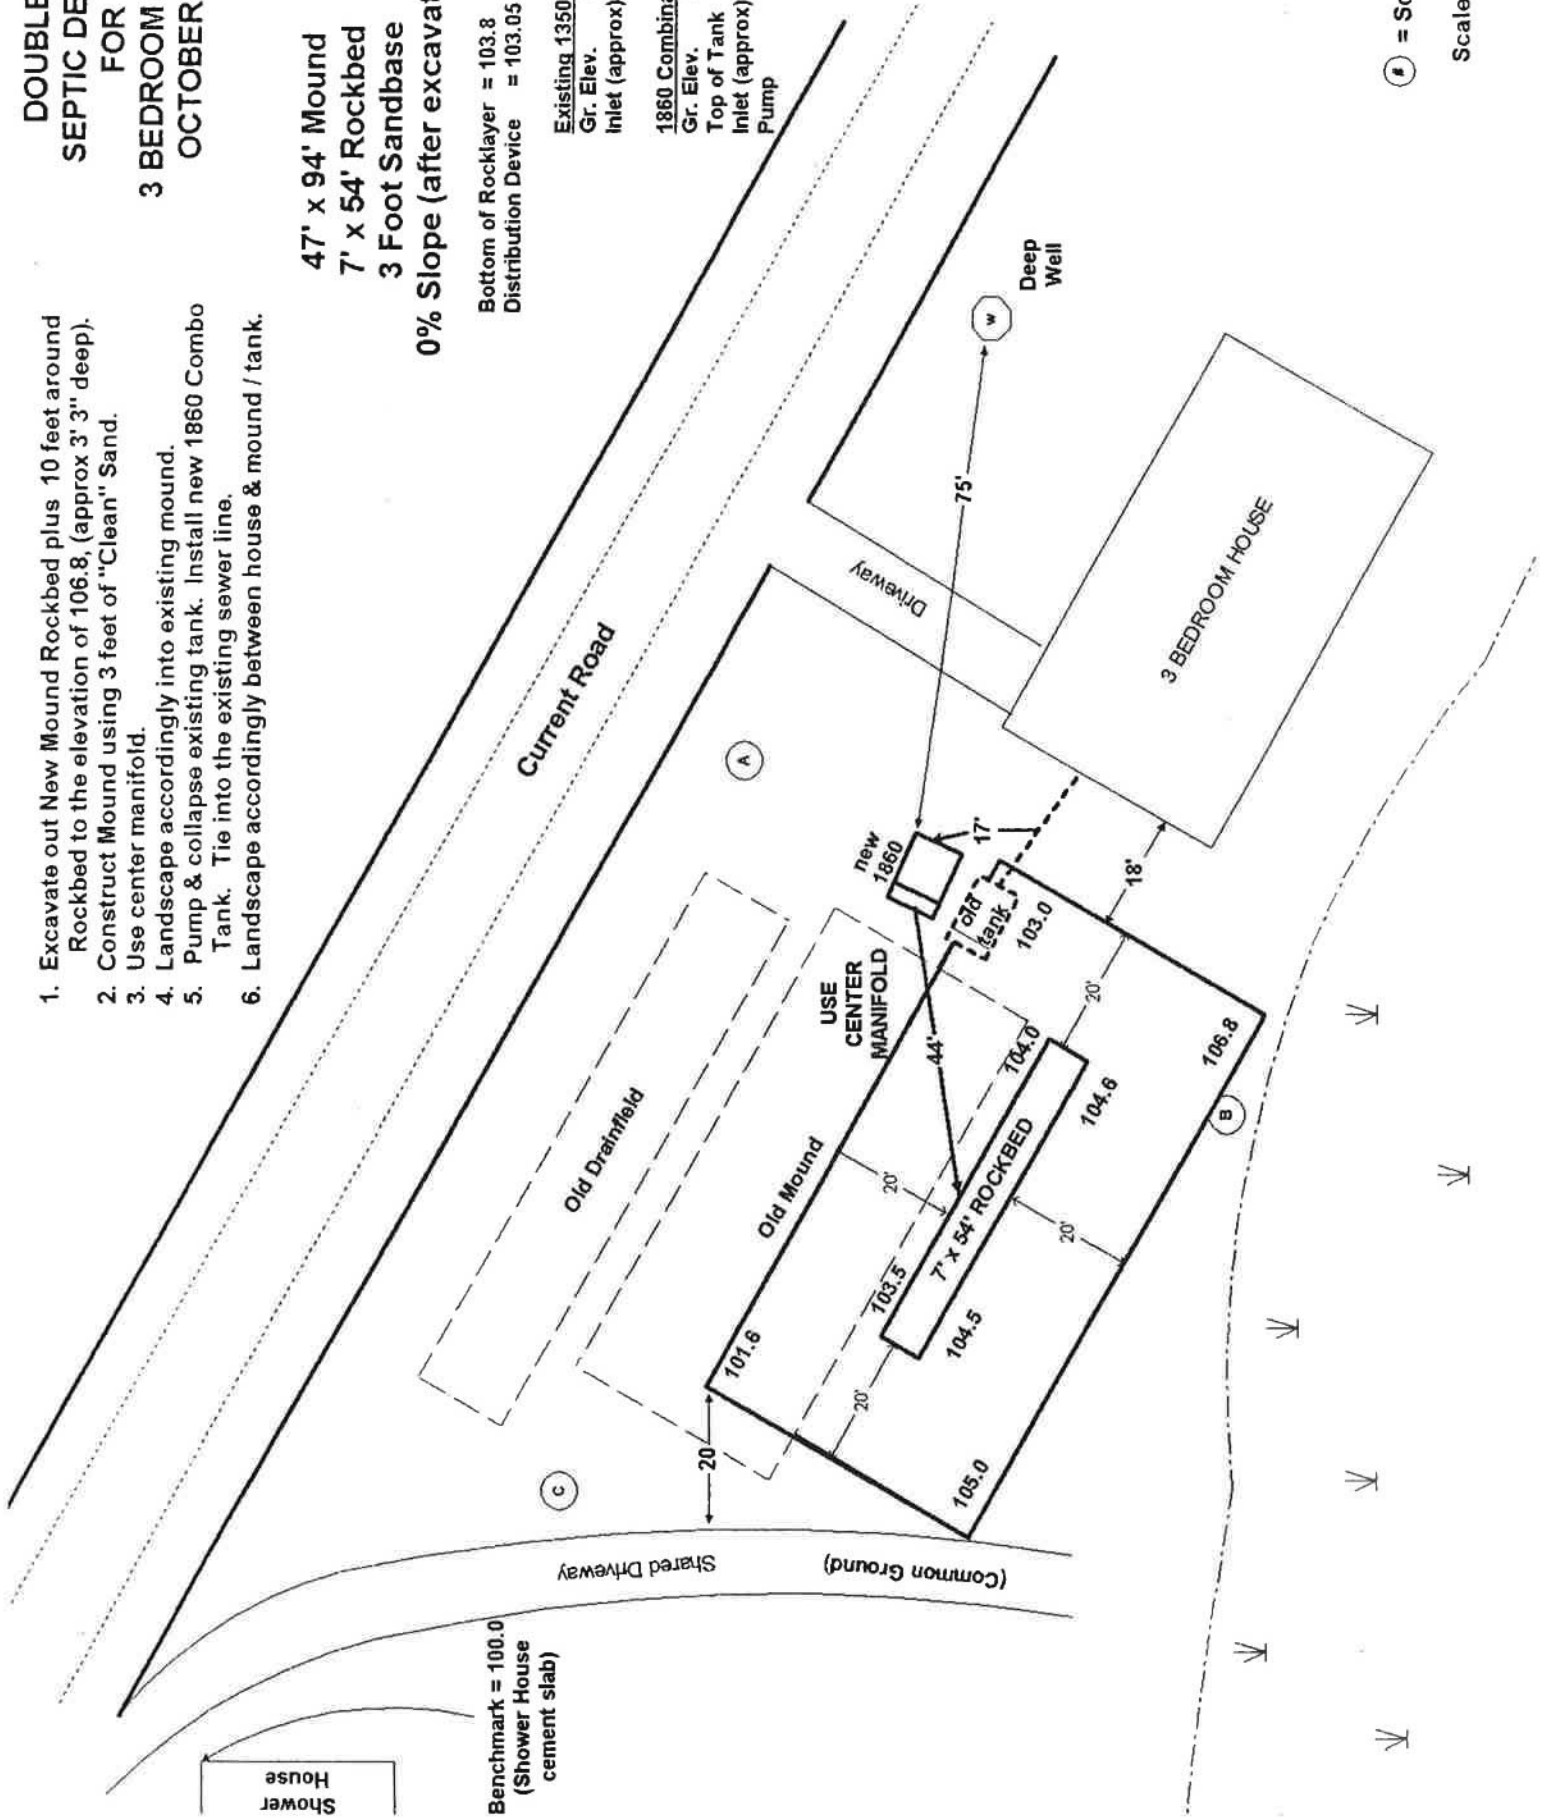 DOUBLE
SEPTIC DE
FOR
3 BEDROOM
OCTOBER
1. Excavate out New Mound Rockbed plus 10 feet around
Rockbed to the elevation of 106.8, (approx 3' 3" deep).
2. Construct Mound using 3 feet of "Clean" Sand.
3. Use center manifold.
4. Landscape accordingly into existing mound.
5. Pump & collapse existing tank. Install new 1860 Combo
Tank. Tie into the existing sewer line.
6. Landscape accordingly between house & mound / tank.
47' x 94' Mound
7' x 54' Rockbed
3 Foot Sandbase
0% Slope (after excavat
Bottom of Rocklayer = 103.8
Distribution Device = 103.05
Existing 1350
Gr. Elev.
Inlet (approx)
1860 Combina
Gr. Elev.
Top of Tank
Inlet (approx)
Pump
Current Road
Driveway
W
Deep
Well
75'
3 BEDROOM HOUSE
A
new
1860
17'
18'
old
tank
103.0
USE
CENTER
MANIFOLD
44'
Old Drainfield
Old Mound
20'
104.0
20'
7' x 54' ROCKBED
104.6
106.8
B
103.5
104.5
20'
20'
101.6
105.0
20
C
Shared Driveway
(Common Ground)
Benchmark = 100.0
(Shower House
cement slab)
Shower
House
# = So
Scale